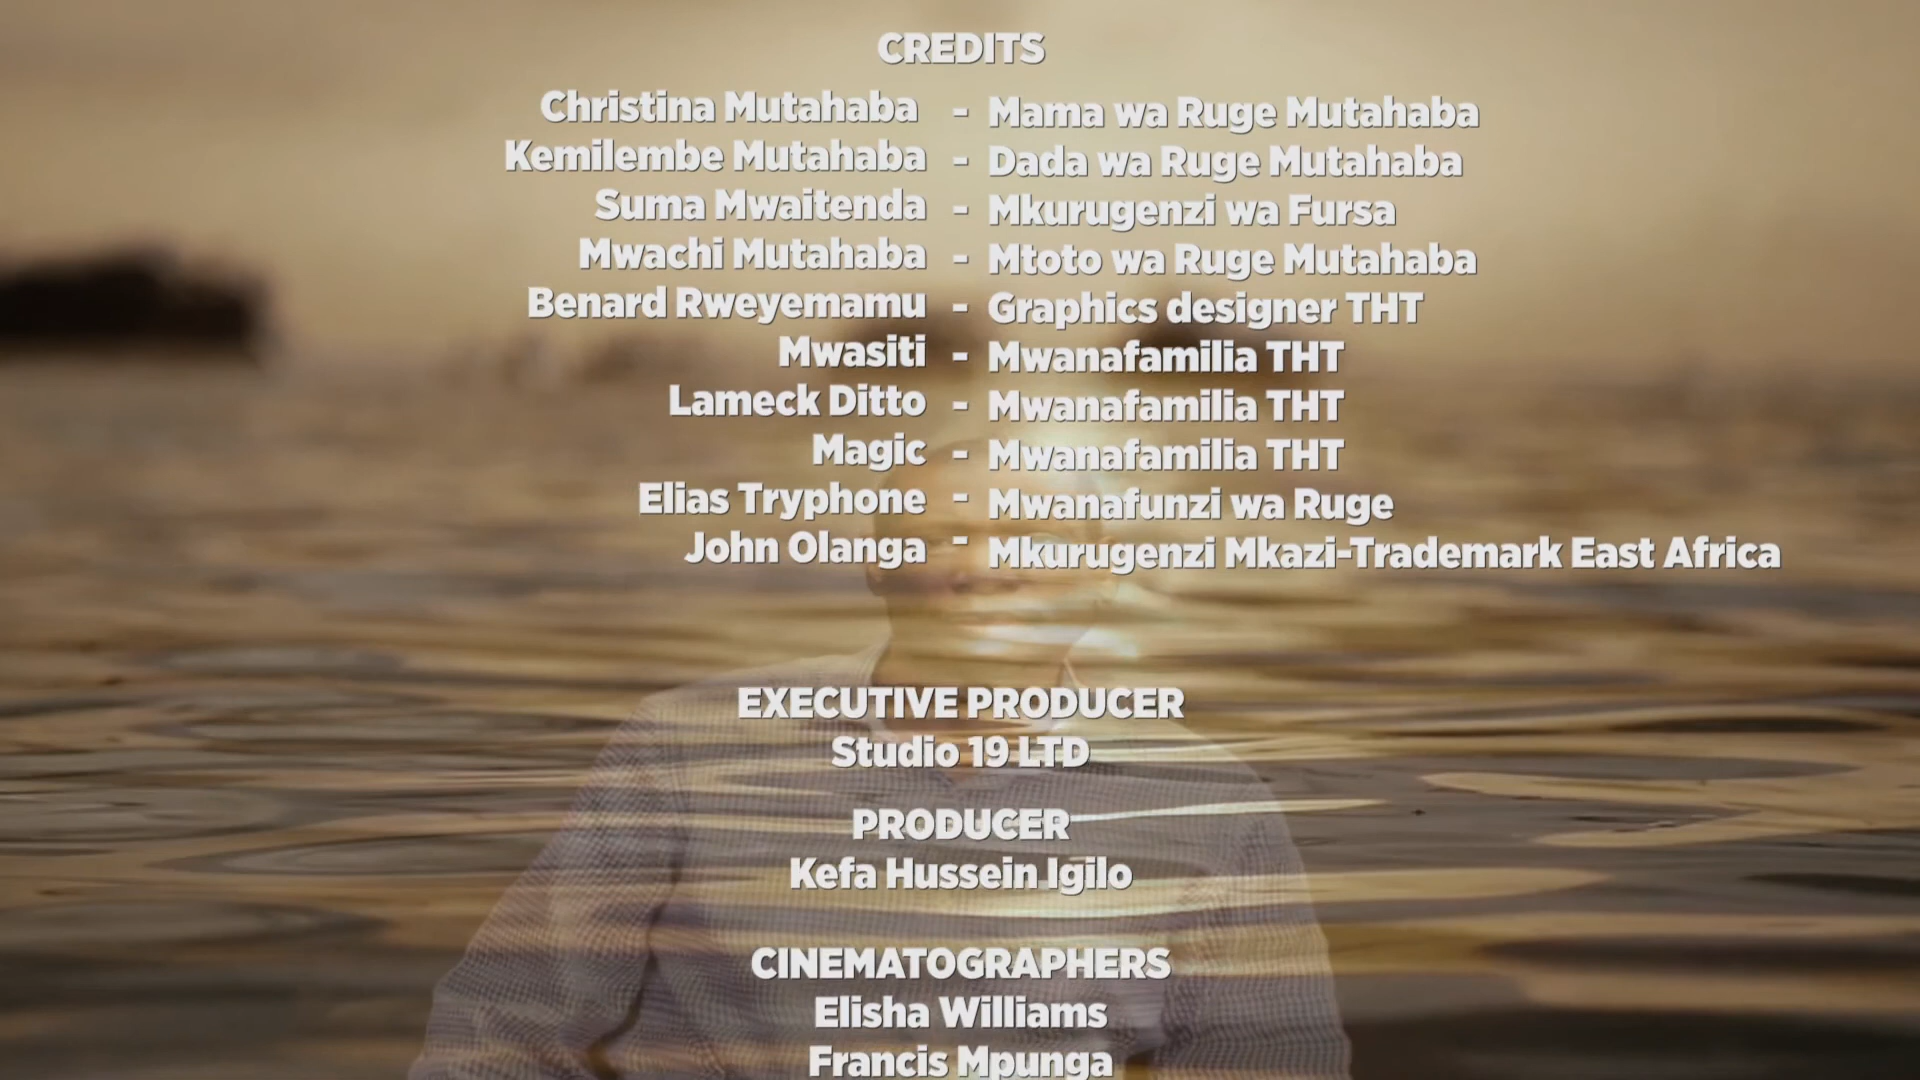 CREDITS
Christina Mutahaba - Mama wa Ruge Mutahaba
Kemilembe Mutahaba - Dada wa Ruge Mutahaba
Suma Mwaitenda - Mkurugenzi wa Fursa
Mwachi Mutahaba - Mtoto wa Ruge Mutahaba
Benard Rweyemamu - Graphics designer THT
Mwasiti - Mwanafamilia THT
Lameck Ditto - Mwanafamilia THT
Magic - Mwanafamilia THT
Elias Tryphone - Mwanafunzi wa Ruge
John Olanga - Mkurugenzi Mkazi-Trademark East Africa
EXECUTIVE PRODUCER
Studio 19 LTD
PRODUCER
Kefa Hussein Igilo
CINEMATOGRAPHERS
Elisha Williams
Francis Mpunga